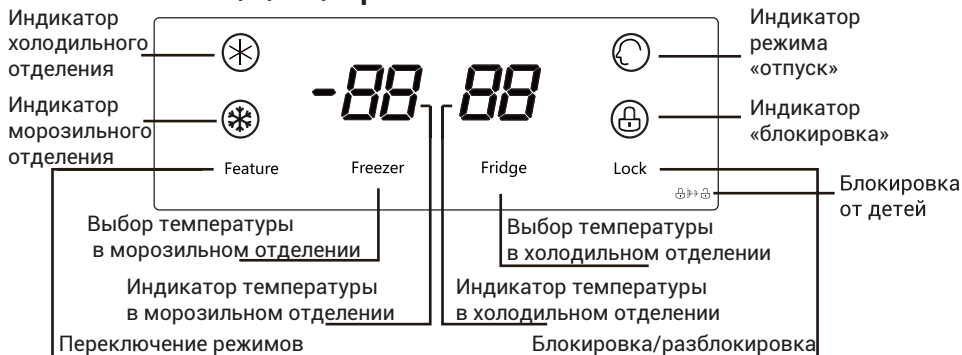 Индикатор
холодильного
отделения
Индикатор
морозильного
отделения
-88 88
Feature Freezer Fridge Lock
Индикатор
режима
«отпуск»
Индикатор
«блокировка»
Блокировка
от детей
Выбор температуры
в морозильном отделении
Выбор температуры
в холодильном отделении
Индикатор температуры
в морозильном отделении
Индикатор температуры
в холодильном отделении
Переключение режимов
Блокировка/разблокировка